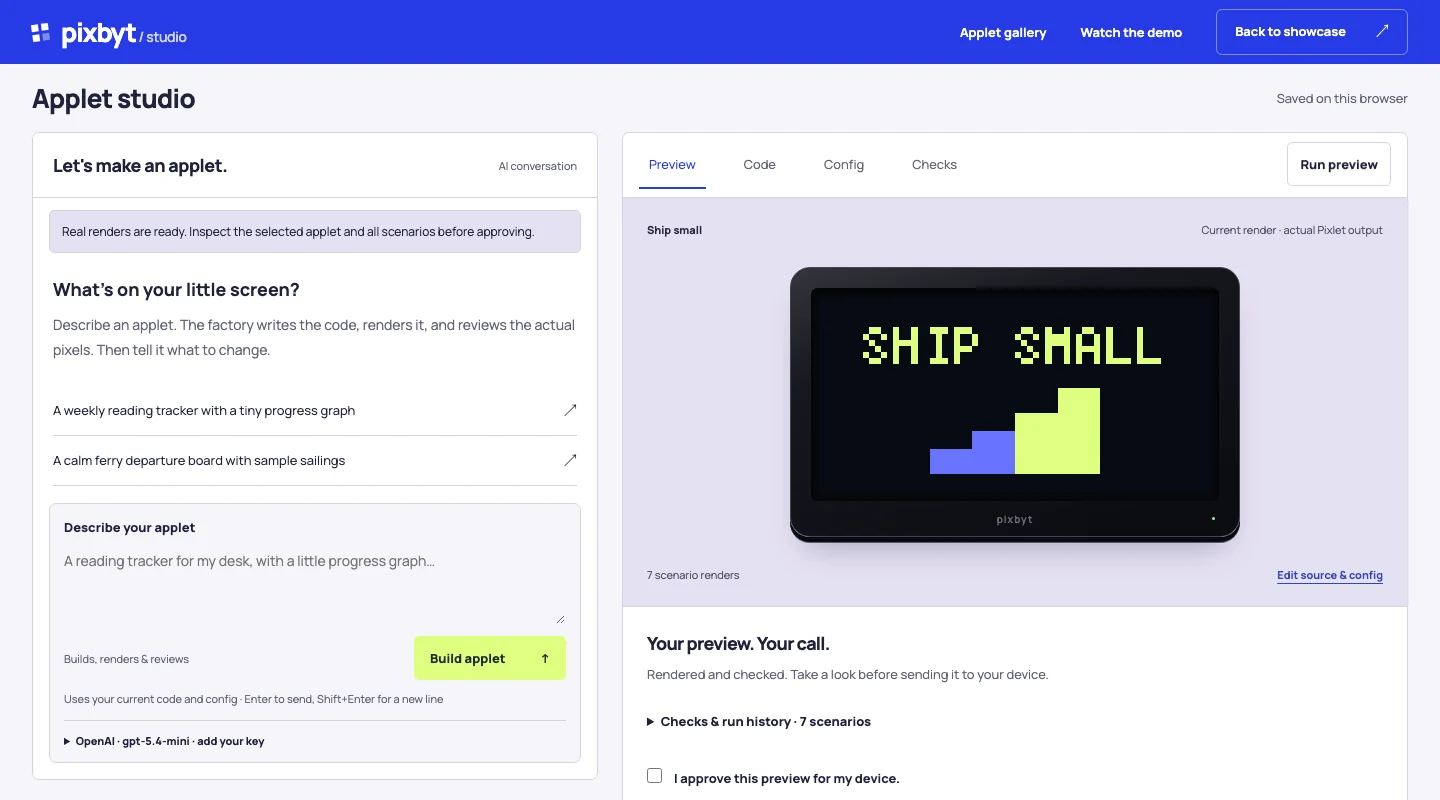 pixbyt / studio
Applet gallery
Watch the demo
Back to showcase
Applet studio
Saved on this browser
Let's make an applet.
AI conversation
Real renders are ready. Inspect the selected applet and all scenarios before approving.
What's on your little screen?
Describe an applet. The factory writes the code, renders it, and reviews the actual
pixels. Then tell it what to change.
A weekly reading tracker with a tiny progress graph
A calm ferry departure board with sample sailings
Describe your applet
A reading tracker for my desk, with a little progress graph…
Builds, renders & reviews
Build applet ↑
Uses your current code and config · Enter to send, Shift+Enter for a new line
OpenAI · gpt-5.4-mini · add your key
Preview
Code
Config
Checks
Run preview
Ship small
Current render · actual Pixlet output
SHIP SMALL
pixbyt
7 scenario renders
Edit source & config
Your preview. Your call.
Rendered and checked. Take a look before sending it to your device.
Checks & run history · 7 scenarios
I approve this preview for my device.